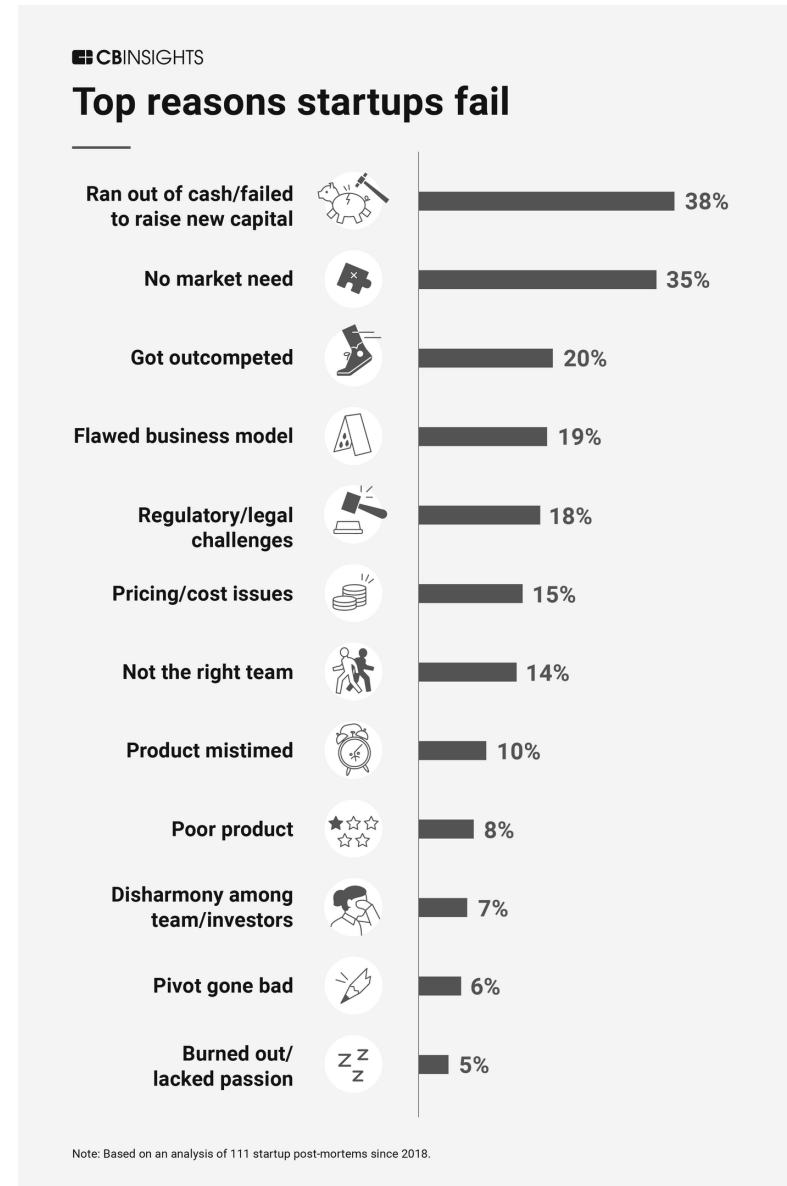 CBINSIGHTS
Top reasons startups fail
Ran out of cash/failed
to raise new capital
38%
No market need
35%
Got outcompeted
20%
Flawed business model
19%
Regulatory/legal
challenges
18%
Pricing/cost issues
15%
Not the right team
14%
Product mistimed
10%
Poor product
8%
Disharmony among
team/investors
7%
Pivot gone bad
6%
Burned out/
lacked passion
Z Z
Z
5%
Note: Based on an analysis of 111 startup post-mortems since 2018.